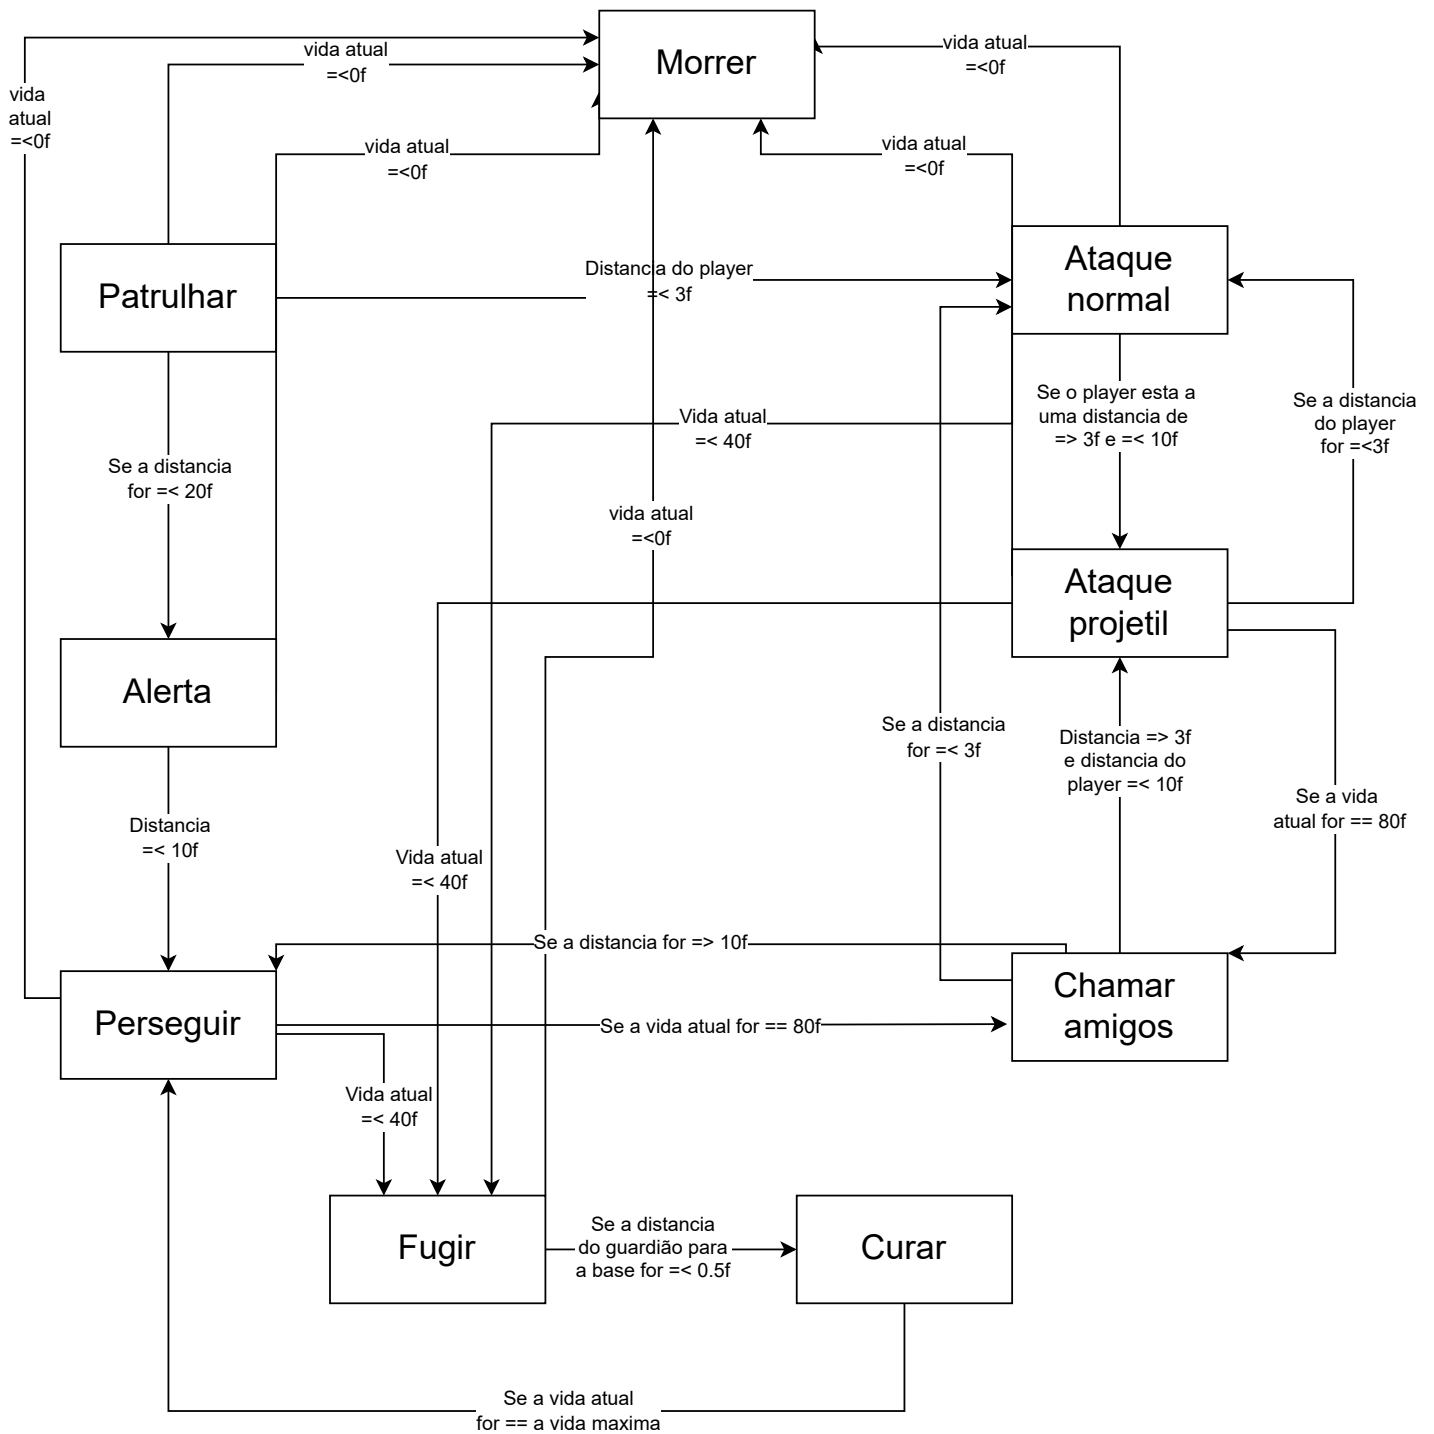 Morrer
vida atual
=<0f
vida atual
=<0f
vida
atual
=<0f
vida atual
=<0f
vida atual
=<0f
Patrulhar
Distancia do player
=< 3f
Ataque
normal
Se o player esta a
uma distancia de
=> 3f e =< 10f
Se a distancia
do player
for =<3f
Vida atual
=< 40f
Se a distancia
for =< 20f
vida atual
=<0f
Ataque
projetil
Alerta
Se a distancia
for =< 3f
Distancia => 3f
e distancia do
player =< 10f
Se a vida
atual for == 80f
Distancia
=< 10f
Vida atual
=< 40f
Se a distancia for => 10f
Perseguir
Se a vida atual for == 80f
Chamar
amigos
Vida atual
=< 40f
Fugir
Se a distancia
do guardião para
a base for =< 0.5f
Curar
Se a vida atual
for == a vida maxima